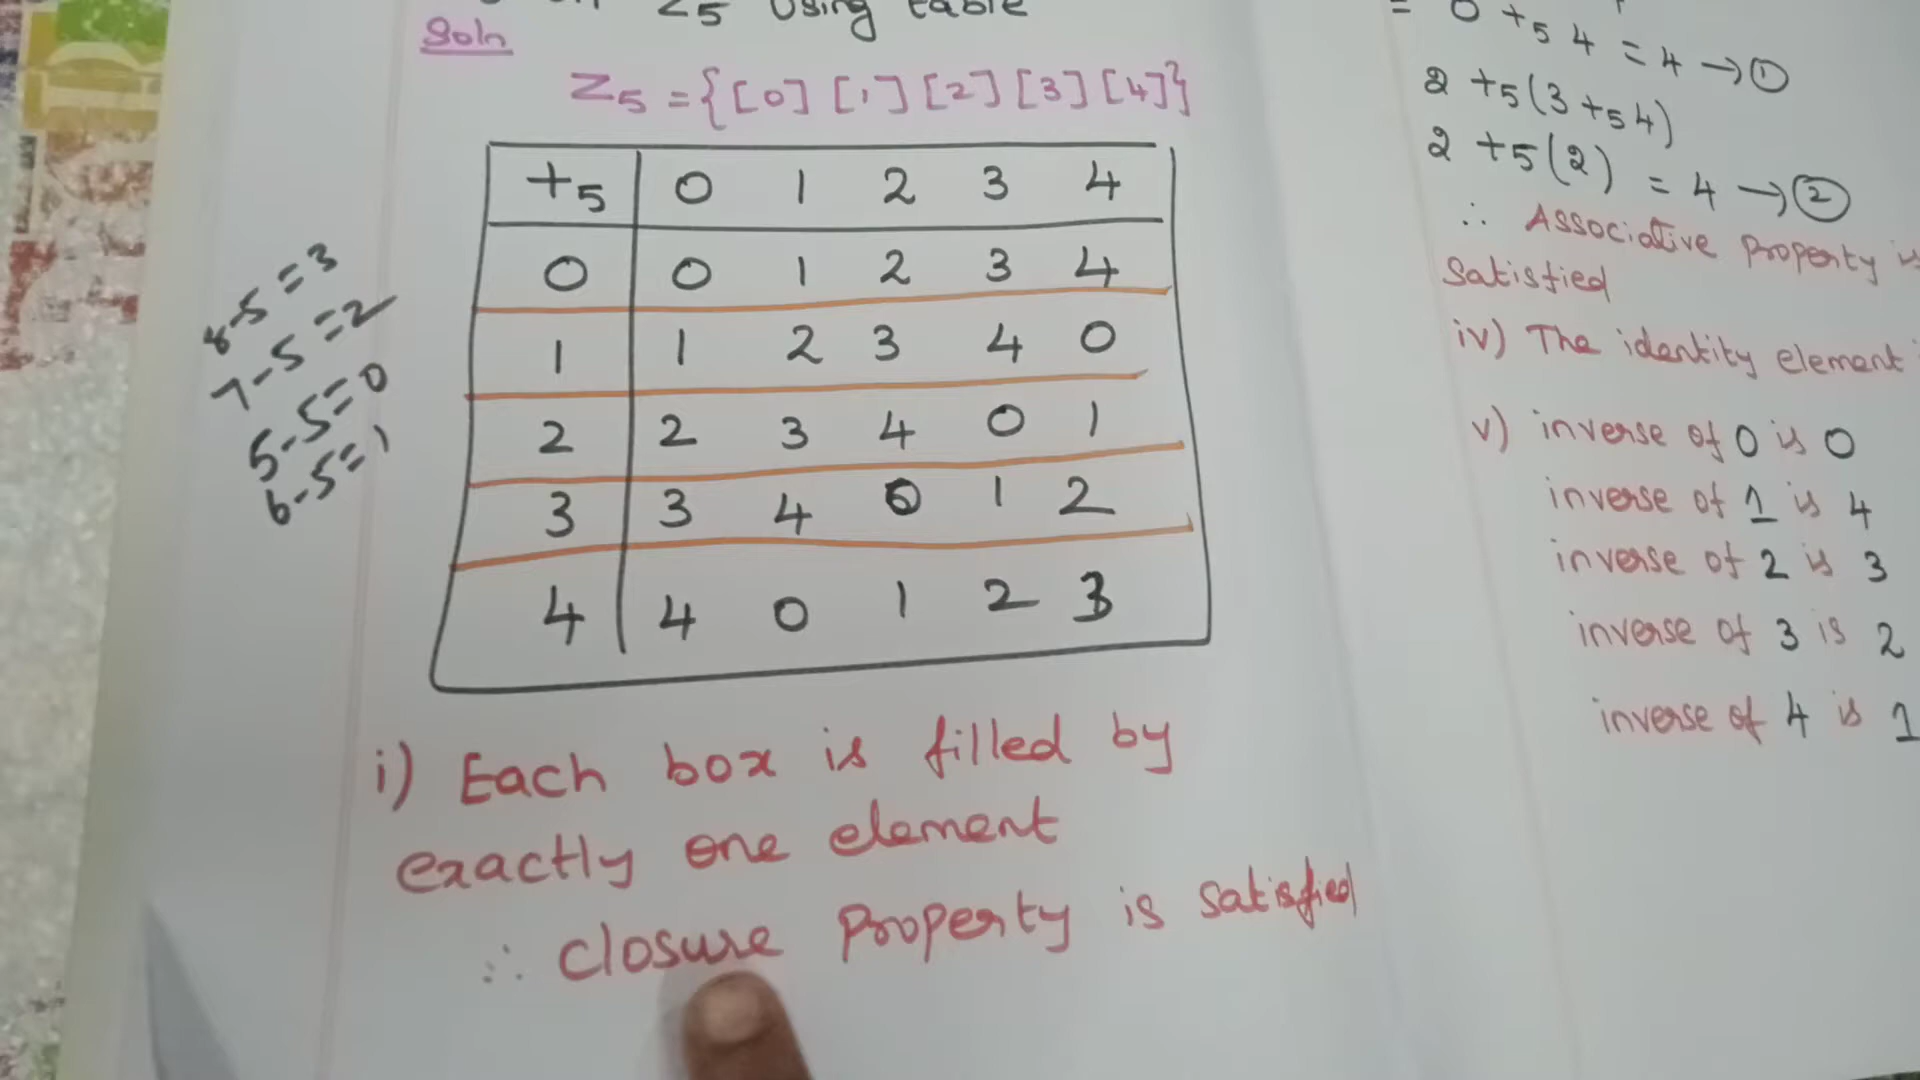 Z5 Using table
Soln
Z5 = {[0] [1] [2] [3] [4]}
+5 0 1 2 3 4
0 0 1 2 3 4
1 1 2 3 4 0
2 2 3 4 0 1
3 3 4 0 1 2
4 4 0 1 2 3
8-5=3
7-5=2
5-5=0
6-5=1
i) Each box is filled by
exactly one element
∴ closure property is satisfied
= 0 +5 4 = 4 → ①
2 +5 (3 +5 4)
2 +5 (2) = 4 → ②
∴ Associative property is
satisfied
iv) The identity element
v) inverse of 0 is 0
inverse of 1 is 4
inverse of 2 is 3
inverse of 3 is 2
inverse of 4 is 1